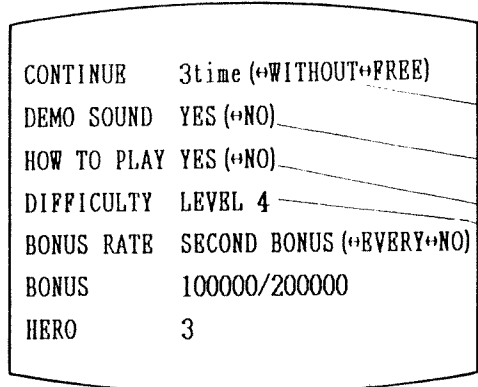 CONTINUE 3time (↔WITHOUT↔FREE)
DEMO SOUND YES (↔NO)
HOW TO PLAY YES (↔NO)
DIFFICULTY LEVEL 4
BONUS RATE SECOND BONUS (↔EVERY↔NO)
BONUS 100000/200000
HERO 3